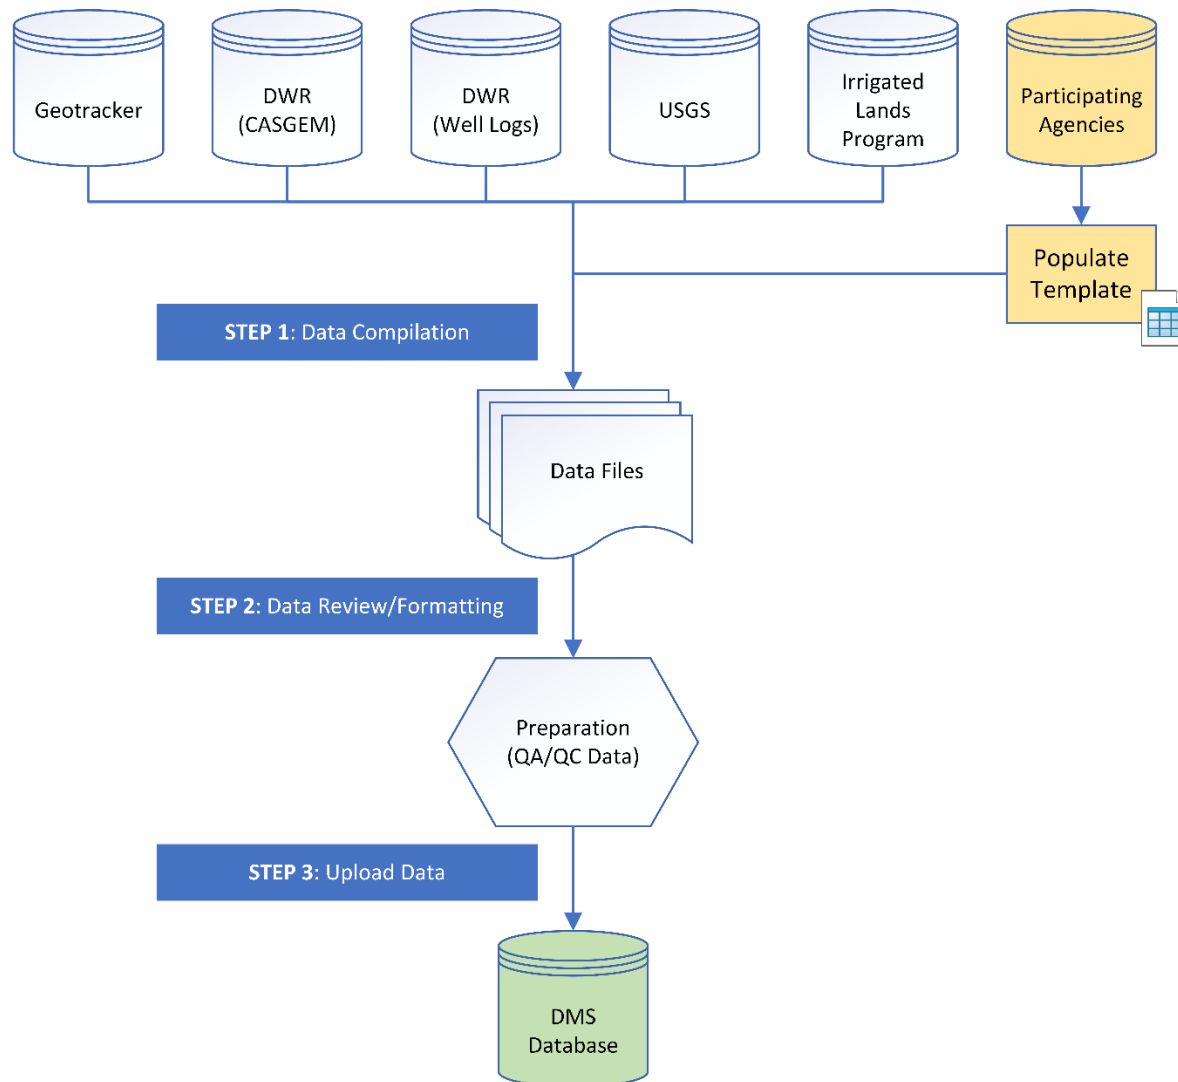 Geotracker
DWR
(CASGEM)
DWR
(Well Logs)
USGS
Irrigated
Lands
Program
Participating
Agencies
Populate
Template
STEP 1: Data Compilation
Data Files
STEP 2: Data Review/Formatting
Preparation
(QA/QC Data)
STEP 3: Upload Data
DMS
Database